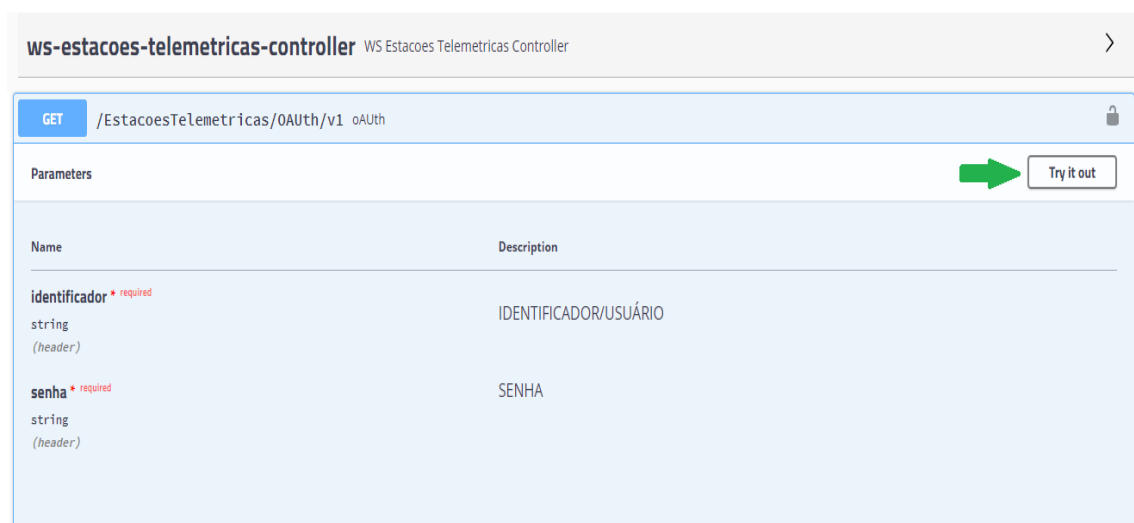 ws-estacoes-telemetricas-controller WS Estacoes Telemetricas Controller
GET /EstacoesTelemetricas/OAUth/v1 oAUth
Parameters Try it out
Name Description
identificador * required
string
(header)
IDENTIFICADOR/USUÁRIO
senha * required
string
(header)
SENHA